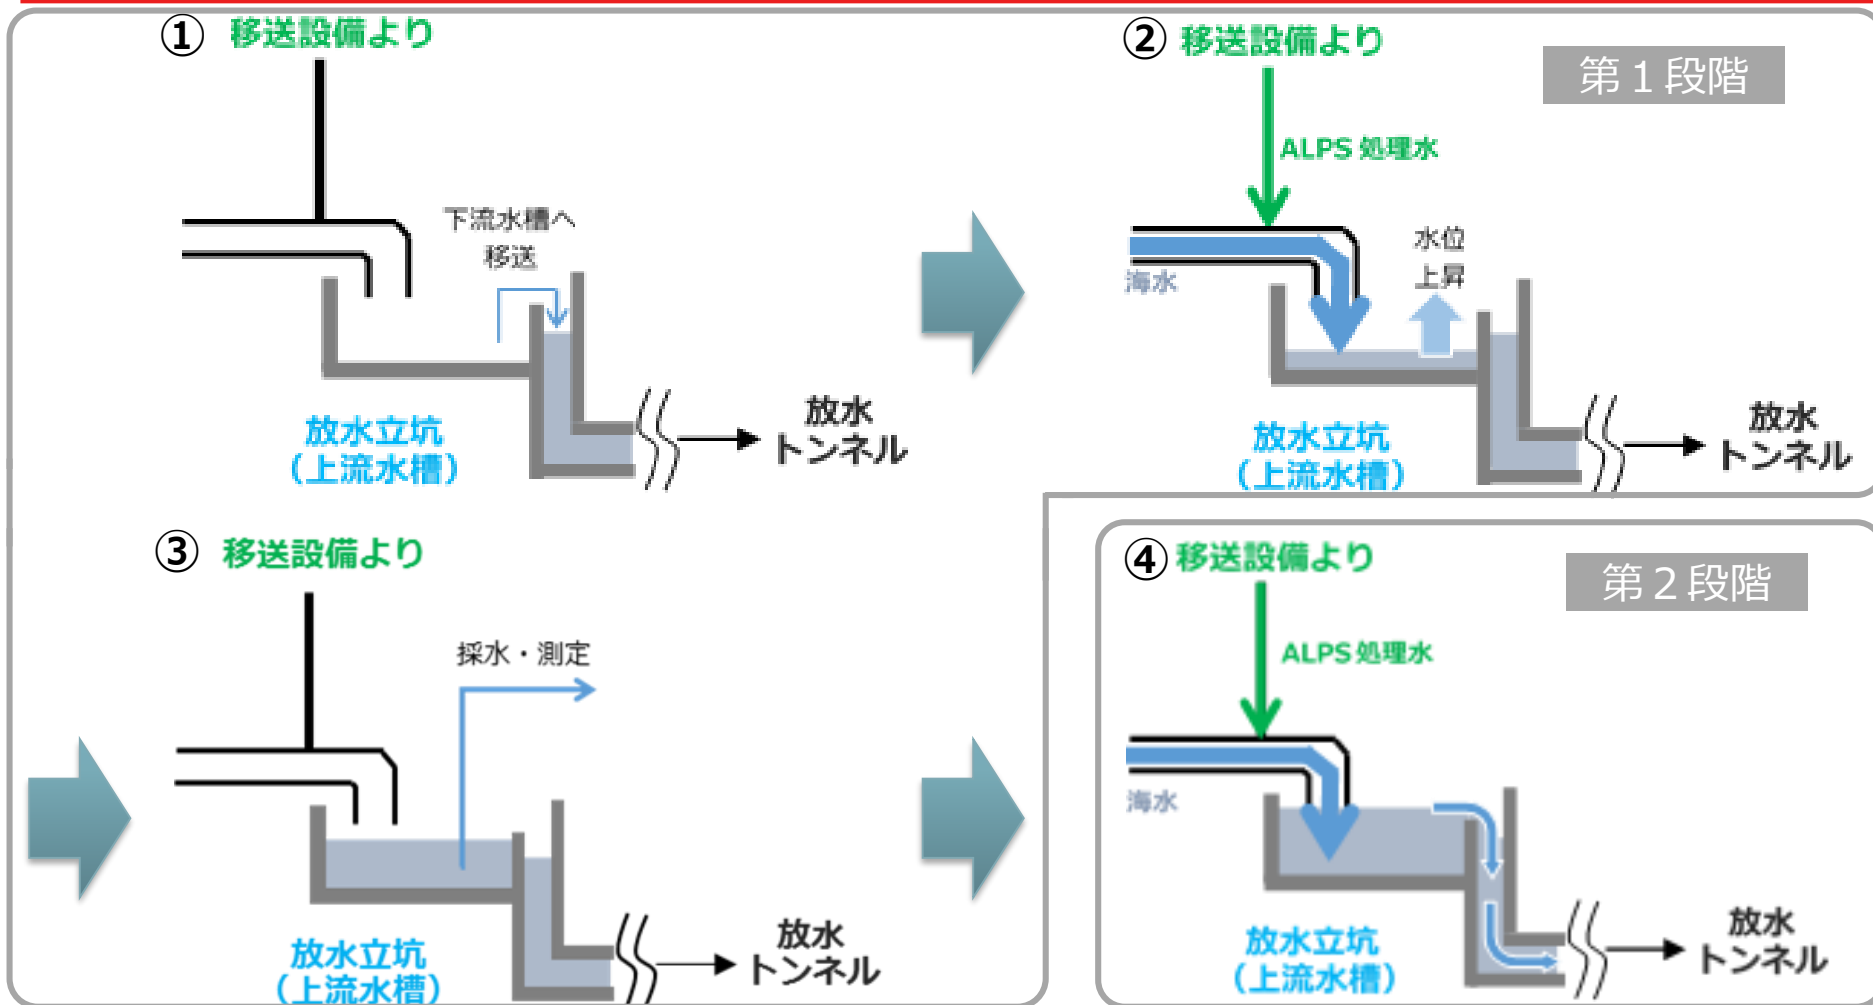 ① 移送設備より
下流水槽へ
移送
放水立坑
（上流水槽）
放水
トンネル
② 移送設備より
第１段階
ALPS 処理水
海水
水位
上昇
放水立坑
（上流水槽）
放水
トンネル
③ 移送設備より
採水・測定
放水立坑
（上流水槽）
放水
トンネル
④ 移送設備より
第２段階
ALPS 処理水
海水
放水立坑
（上流水槽）
放水
トンネル